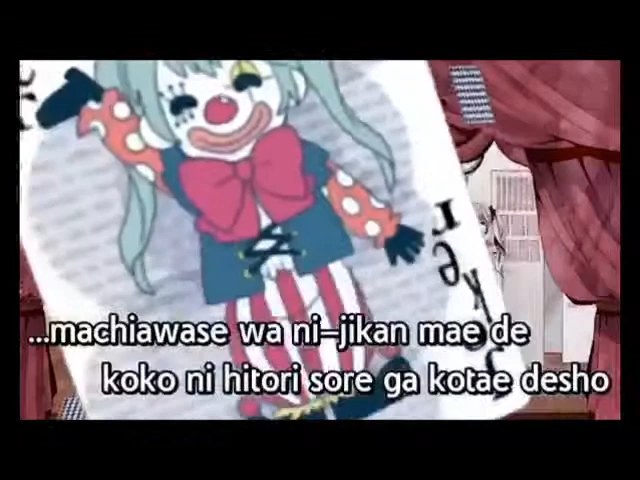 ...machiawase wa ni-jikan mae de
koko ni hitori sore ga kotae desho
Joker